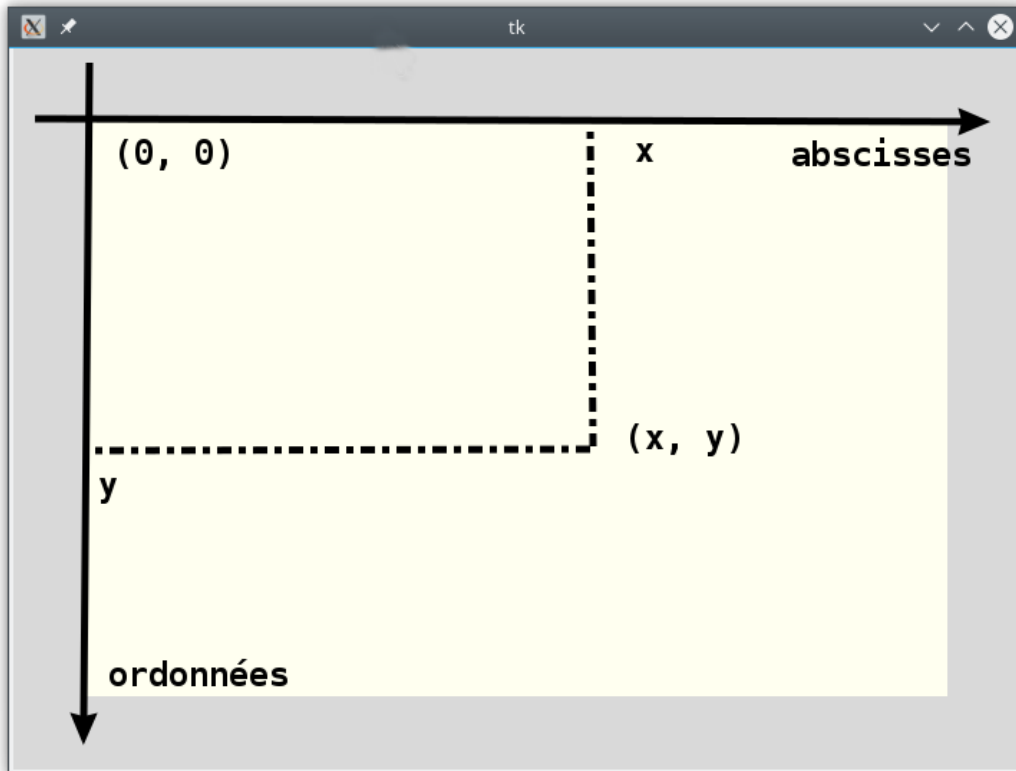 tk
(0, 0)
x
abscisses
(x, y)
y
ordonnées